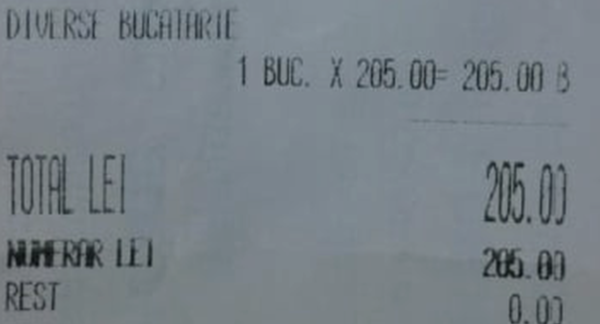 DIVERSE BUCATARIE
1 BUC. X 205.00= 205.00 B
TOTAL LEI 205.00
NUMERAR LEI 205.00
REST 0.00